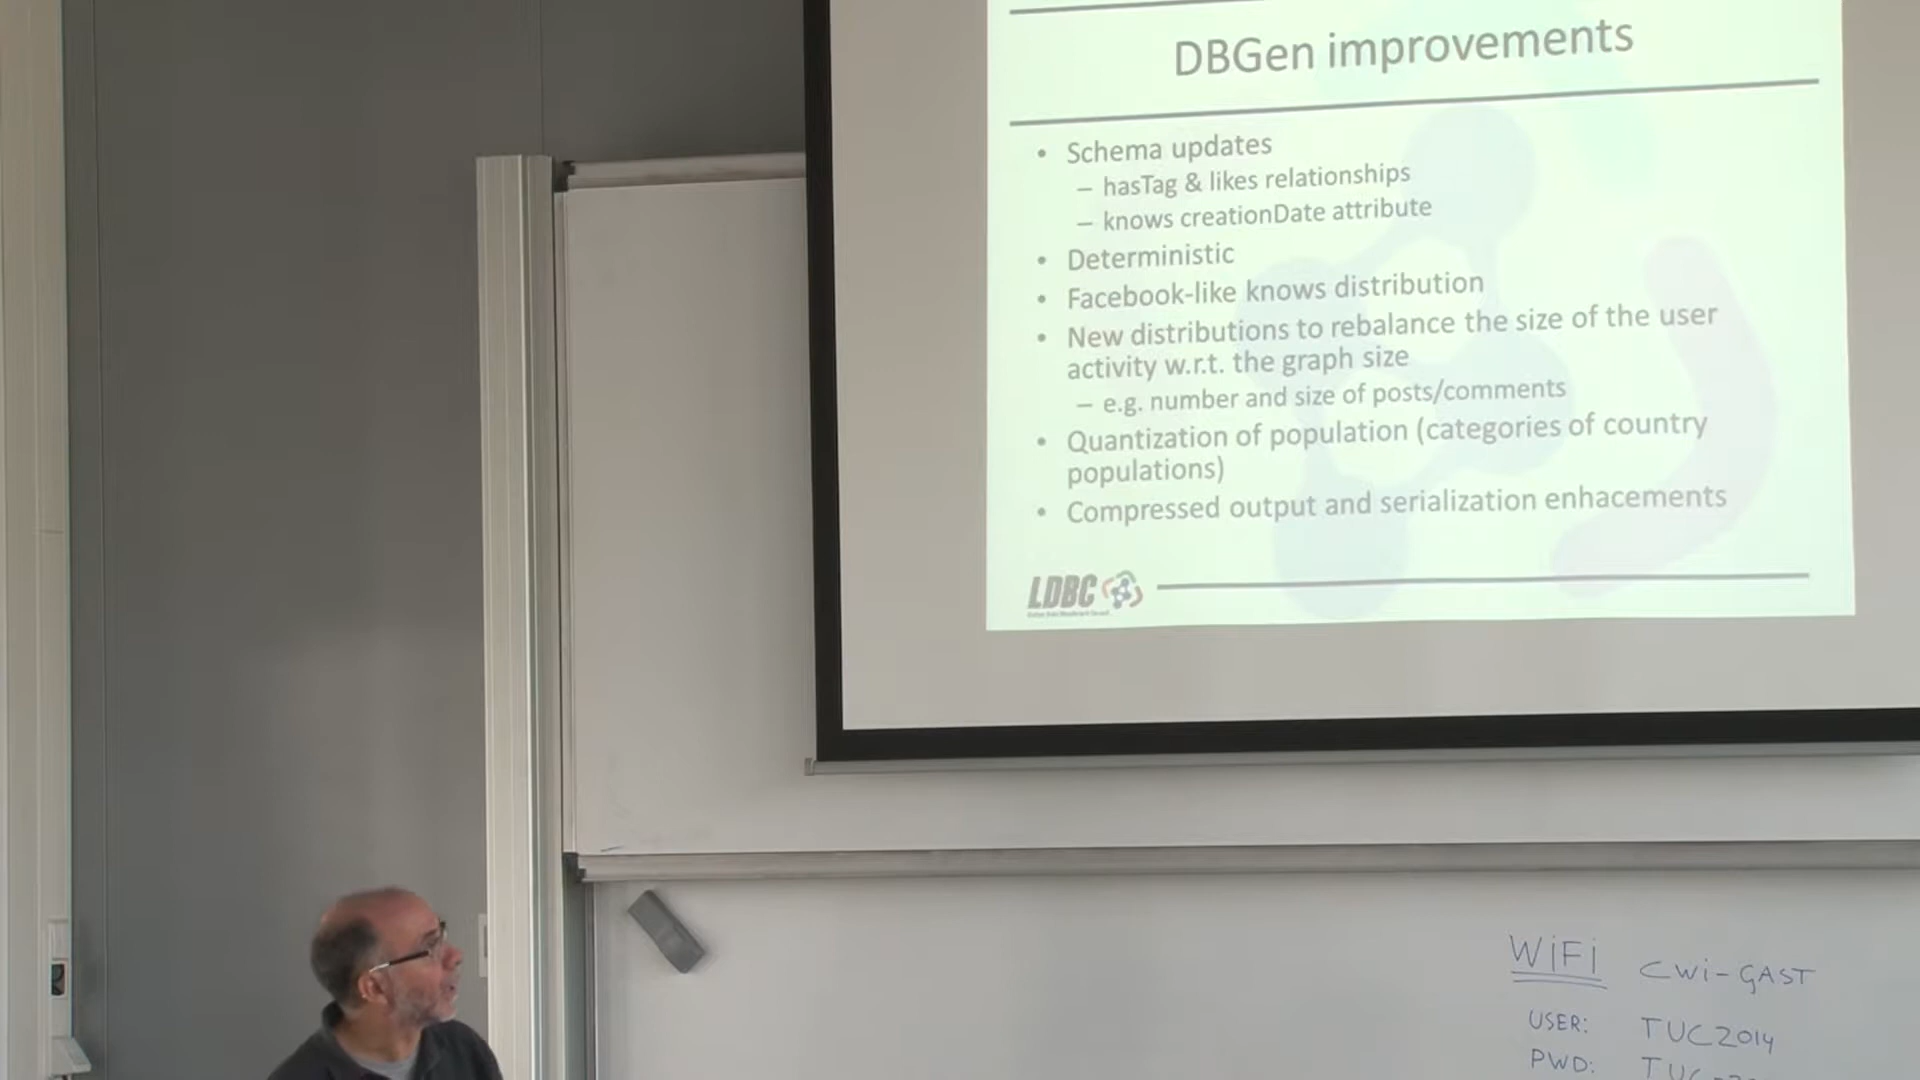 DBGen improvements
• Schema updates
– hasTag & likes relationships
– knows creationDate attribute
• Deterministic
• Facebook-like knows distribution
• New distributions to rebalance the size of the user
activity w.r.t. the graph size
– e.g. number and size of posts/comments
• Quantization of population (categories of country
populations)
• Compressed output and serialization enhacements
LDBC
WiFi CWi-GAST
USER: TUC2014
PWD: